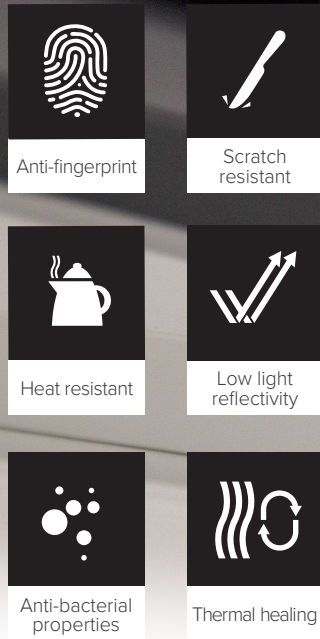 Anti-fingerprint
Scratch
resistant
Heat resistant
Low light
reflectivity
Anti-bacterial
properties
Thermal healing